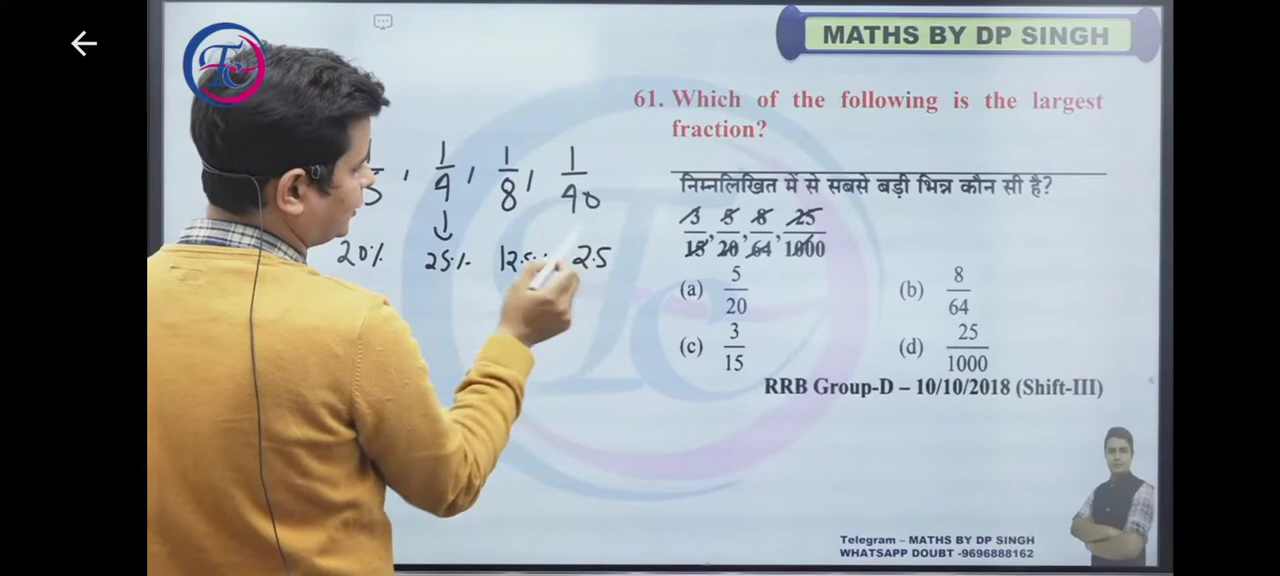 Tc
MATHS BY DP SINGH
61. Which of the following is the largest
fraction?
निम्नलिखित में से सबसे बड़ी भिन्न कौन सी है?
3/15, 5/20, 8/64, 25/1000
(a) 5/20 (b) 8/64
(c) 3/15 (d) 25/1000
RRB Group-D – 10/10/2018 (Shift-III)
, 1/4, 1/8, 1/40
20% 25% 12.5 2.5
Telegram – MATHS BY DP SINGH
WHATSAPP DOUBT -9696888162